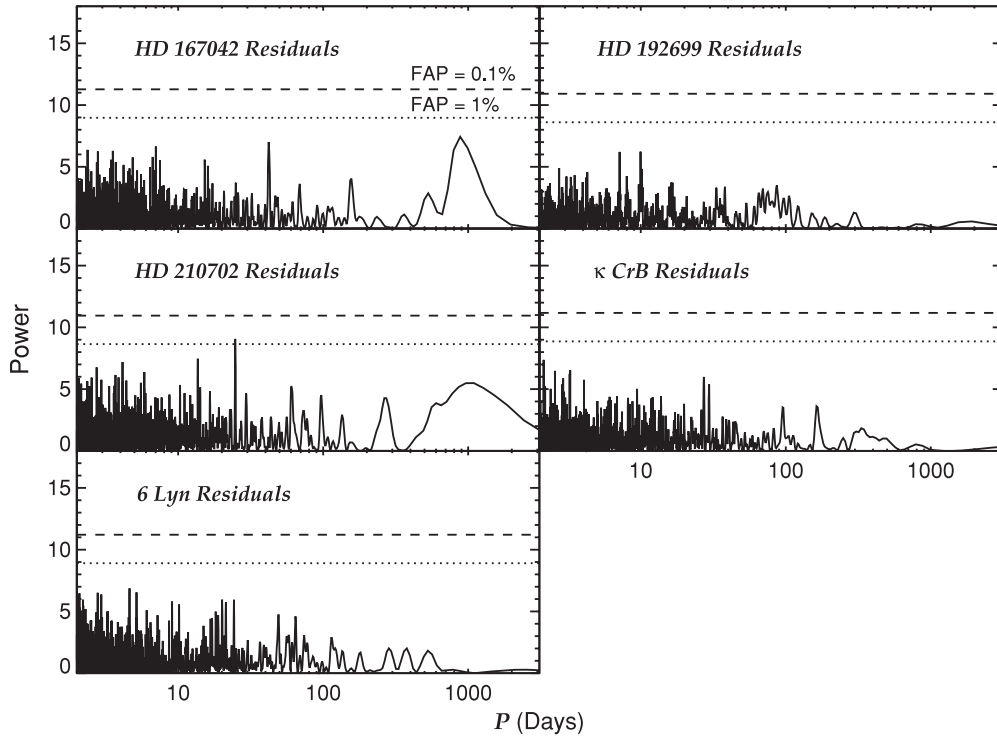 HD 167042 Residuals
FAP = 0.1%
FAP = 1%
15
10
5
0
HD 192699 Residuals
HD 210702 Residuals
15
10
5
0
κ CrB Residuals
10
100
1000
6 Lyn Residuals
15
10
5
0
10
100
1000
Power
P (Days)